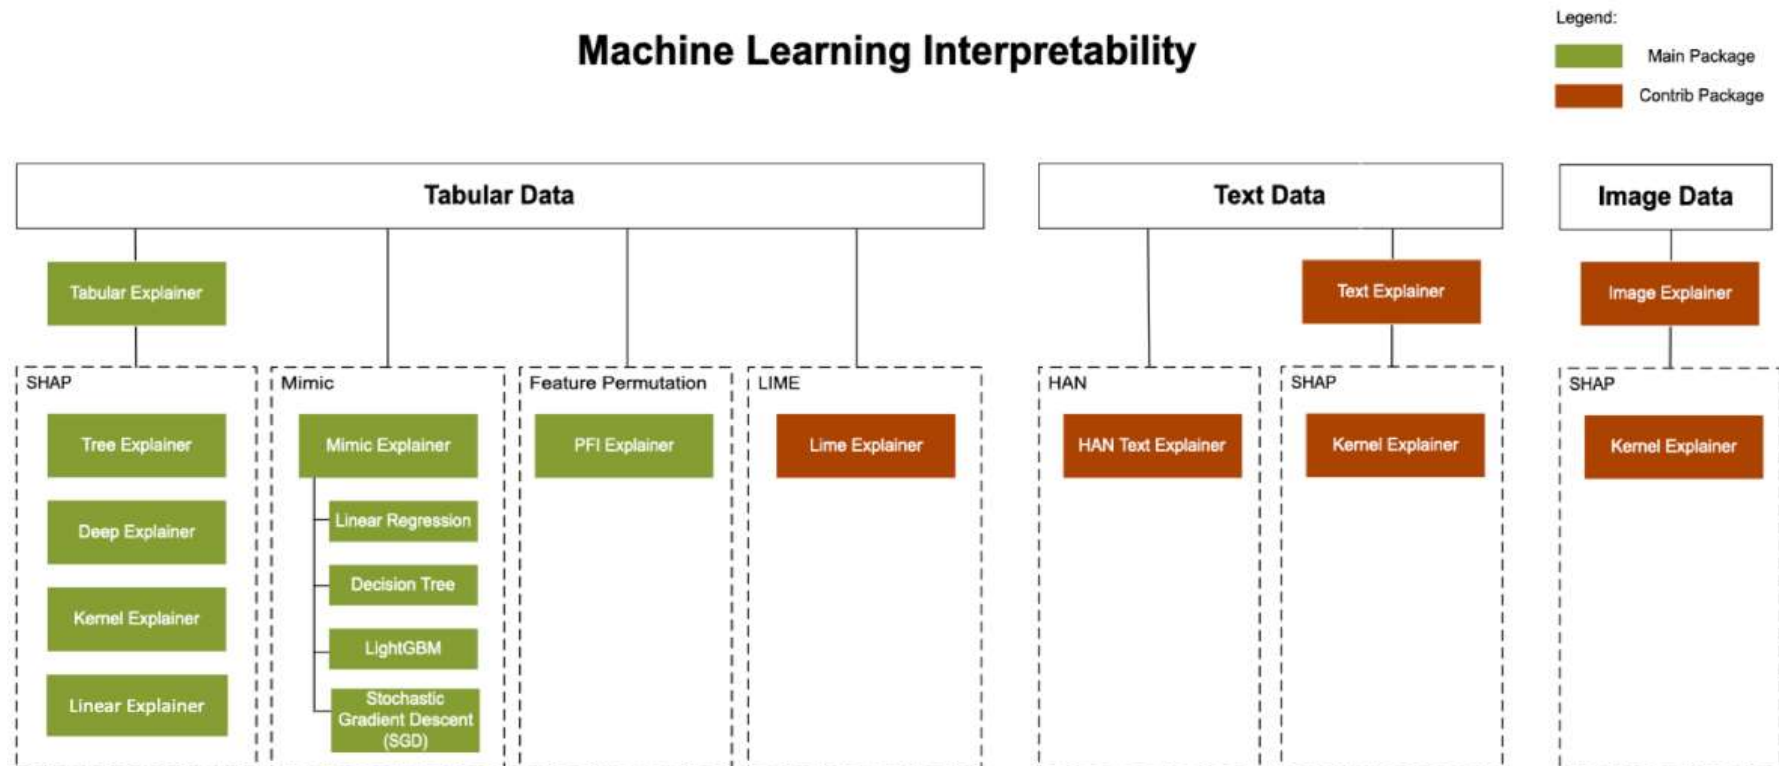 Machine Learning Interpretability
Legend:
Main Package
Contrib Package
Tabular Data
Text Data
Image Data
Tabular Explainer
Text Explainer
Image Explainer
SHAP
Tree Explainer
Deep Explainer
Kernel Explainer
Linear Explainer
Mimic
Mimic Explainer
Linear Regression
Decision Tree
LightGBM
Stochastic
Gradient Descent
(SGD)
Feature Permutation
PFI Explainer
LIME
Lime Explainer
HAN
HAN Text Explainer
SHAP
Kernel Explainer
SHAP
Kernel Explainer